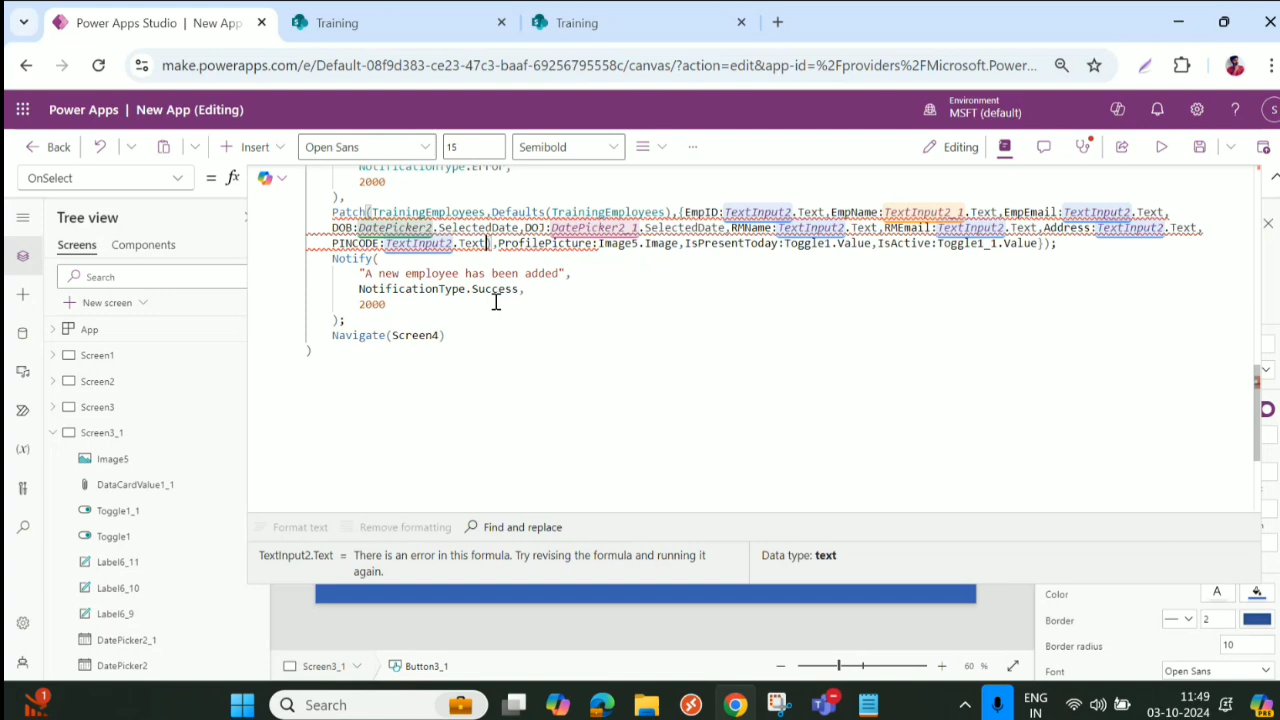 Power Apps Studio | New App
Training
Training
make.powerapps.com/e/Default-08f9d383-ce23-47c3-baaf-69256795558c/canvas/?action=edit&app-id=%2Fproviders%2FMicrosoft.Power...
Power Apps | New App (Editing)
Environment
MSFT (default)
Back
Insert
Open Sans
15
Semibold
Editing
OnSelect
= fx
NotificationType.Error,
2000
),
Patch(TrainingEmployees,Defaults(TrainingEmployees),{EmpID:TextInput2.Text,EmpName:TextInput2_1.Text,EmpEmail:TextInput2.Text,
DOB:DatePicker2.SelectedDate,DOJ:DatePicker2_1.SelectedDate,RMName:TextInput2.Text,RMEmail:TextInput2.Text,Address:TextInput2.Text,
PINCODE:TextInput2.Text),ProfilePicture:Image5.Image,IsPresentToday:Toggle1.Value,IsActive:Toggle1_1.Value});
Notify(
"A new employee has been added",
NotificationType.Success,
2000
);
Navigate(Screen4)
)
Tree view
Screens
Components
Search
New screen
App
Screen1
Screen2
Screen3
Screen3_1
Image5
DataCardValue1_1
Toggle1_1
Toggle1
Label6_11
Label6_10
Label6_9
DatePicker2_1
DatePicker2
Format text
Remove formatting
Find and replace
TextInput2.Text = There is an error in this formula. Try revising the formula and running it
again.
Data type: text
Color
A
Border
2
Border radius
10
Font
Open Sans
Screen3_1
Button3_1
60 %
1
Search
ENG
IN
11:49
03-10-2024